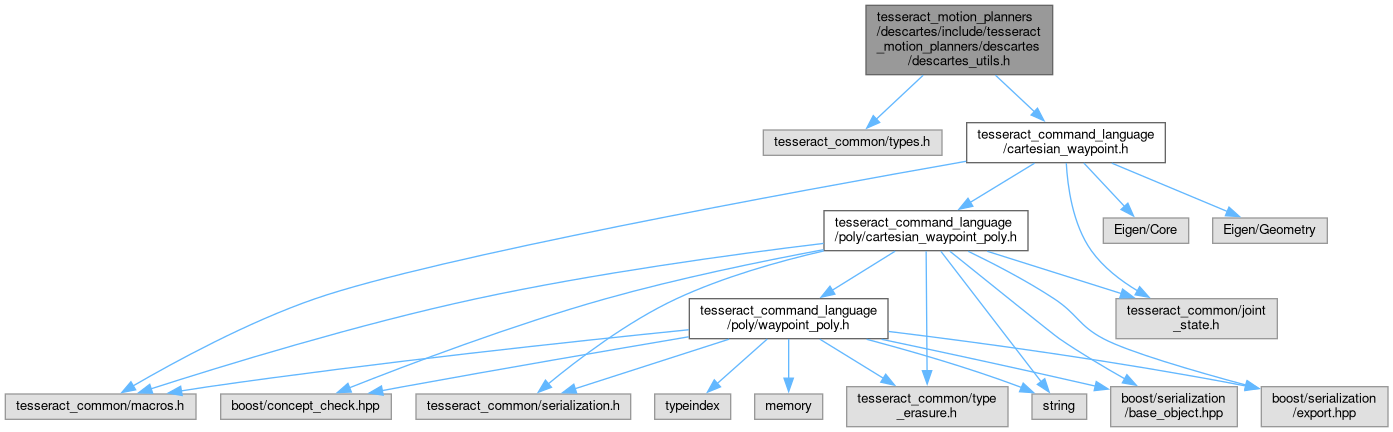 tesseract_motion_planners
/descartes/include/tesseract
_motion_planners/descartes
/descartes_utils.h
tesseract_common/types.h
tesseract_command_language
/cartesian_waypoint.h
tesseract_command_language
/poly/cartesian_waypoint_poly.h
Eigen/Core
Eigen/Geometry
tesseract_command_language
/poly/waypoint_poly.h
tesseract_common/joint
_state.h
tesseract_common/macros.h
boost/concept_check.hpp
tesseract_common/serialization.h
typeindex
memory
tesseract_common/type
_erasure.h
string
boost/serialization
/base_object.hpp
boost/serialization
/export.hpp